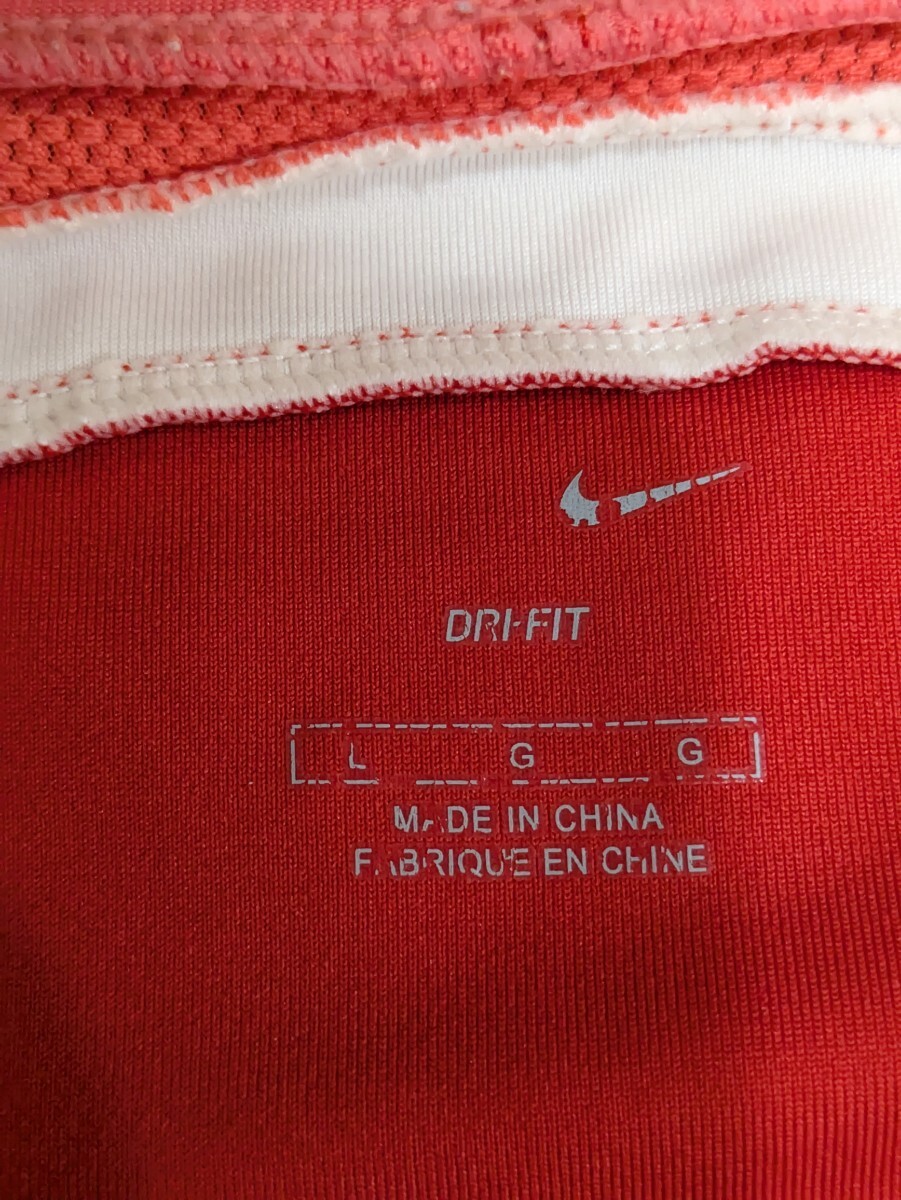 DRI-FIT
L G G
MADE IN CHINA
FABRIQUE EN CHINE